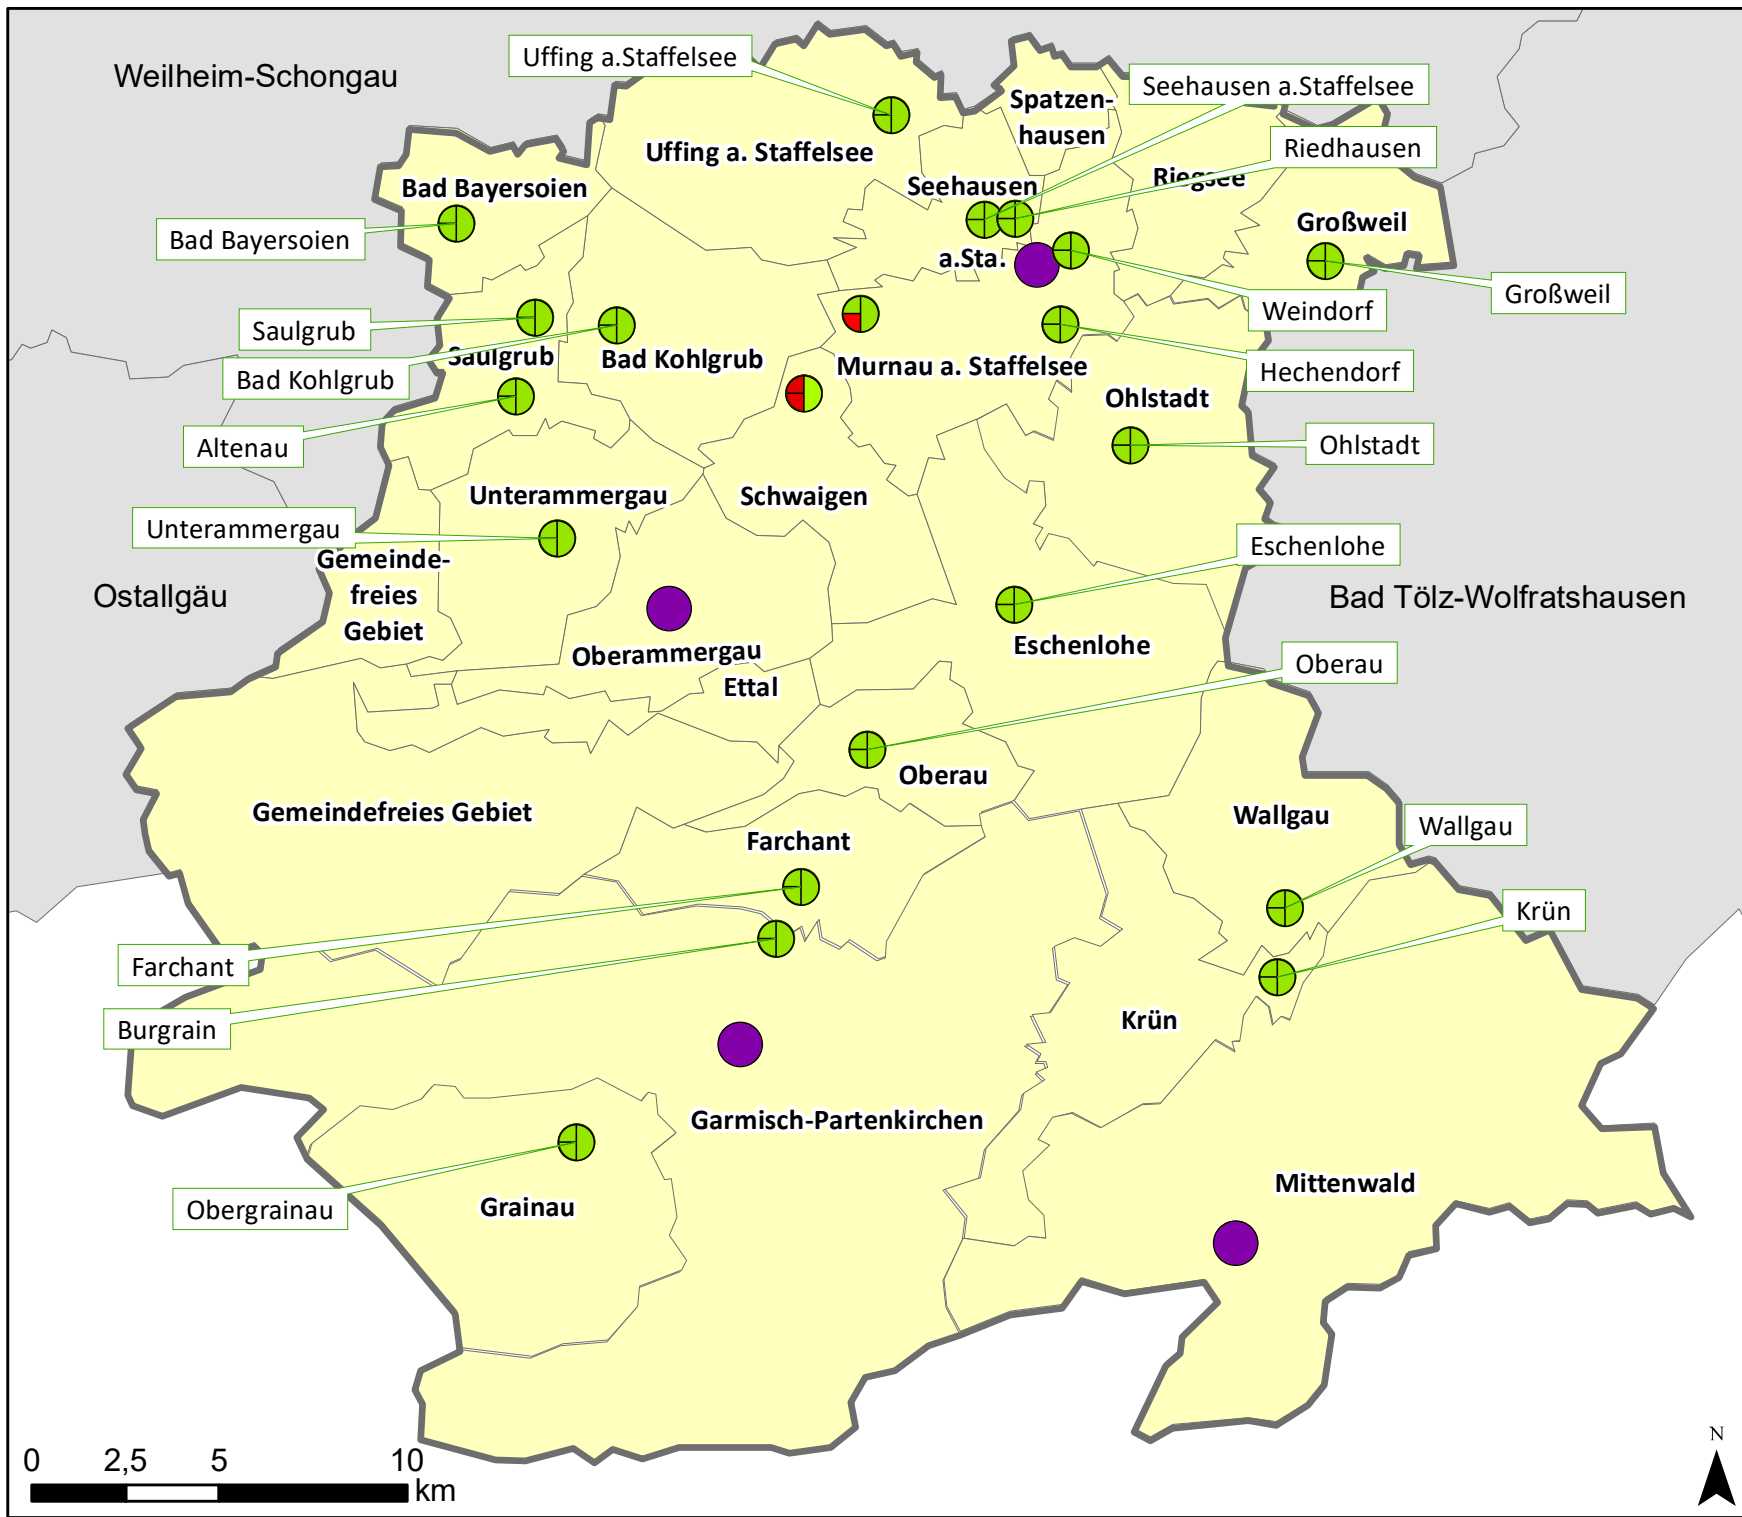 Uffing a.Staffelsee
Weilheim-Schongau
Seehausen a.Staffelsee
Spatzen-
hausen
Riedhausen
Uffing a. Staffelsee
Riegsee
Bad Bayersoien
Seehausen
Großweil
Bad Bayersoien
a.Sta.
Großweil
Weindorf
Saulgrub
Saulgrub
Bad Kohlgrub
Murnau a. Staffelsee
Hechendorf
Bad Kohlgrub
Ohlstadt
Altenau
Ohlstadt
Unterammergau
Schwaigen
Unterammergau
Eschenlohe
Gemeinde-
freies
Gebiet
Ostallgäu
Bad Tölz-Wolfratshausen
Oberammergau
Eschenlohe
Oberau
Ettal
Oberau
Gemeindefreies Gebiet
Wallgau
Wallgau
Farchant
Krün
Farchant
Burgrain
Krün
Garmisch-Partenkirchen
Mittenwald
Obergrainau
Grainau
N
0 2,5 5 10
km